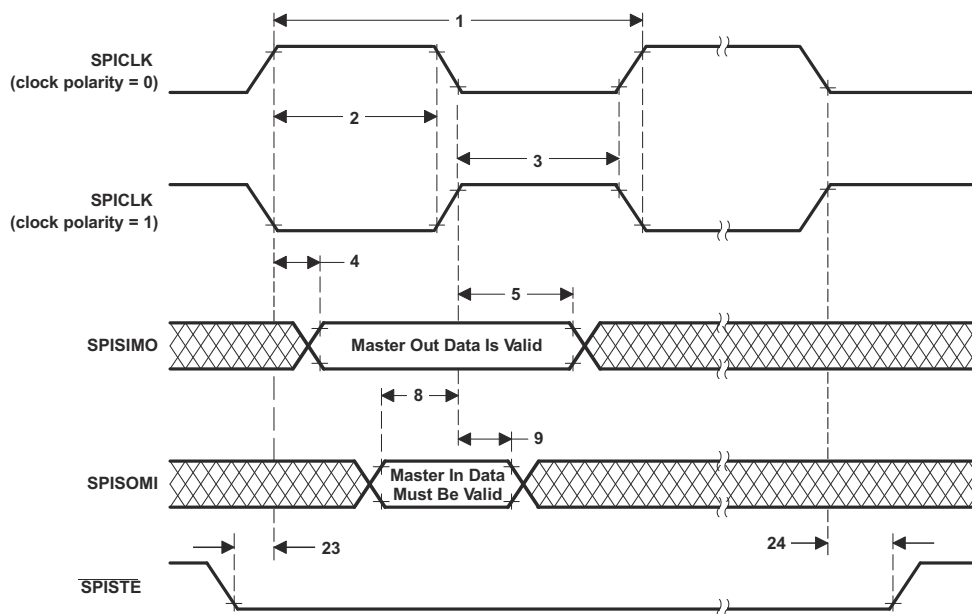 1
SPICLK
(clock polarity = 0)
2
3
SPICLK
(clock polarity = 1)
4
5
SPISIMO
Master Out Data Is Valid
8
9
SPISOMI
Master In Data
Must Be Valid
23
24
SPISTE